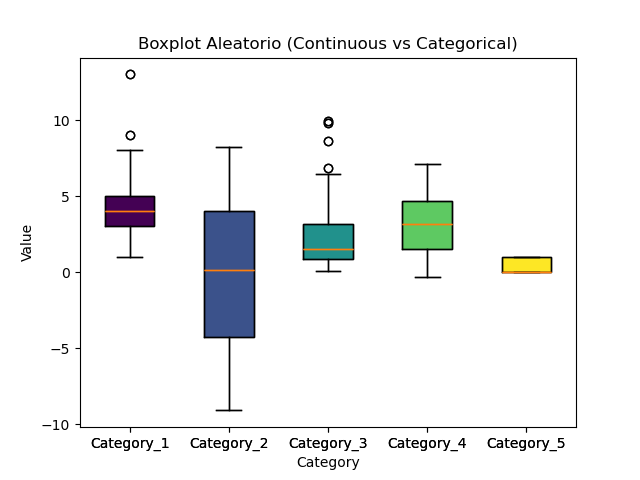 Boxplot Aleatorio (Continuous vs Categorical)
10
5
0
−5
−10
Value
Category_1
Category_2
Category_3
Category_4
Category_5
Category